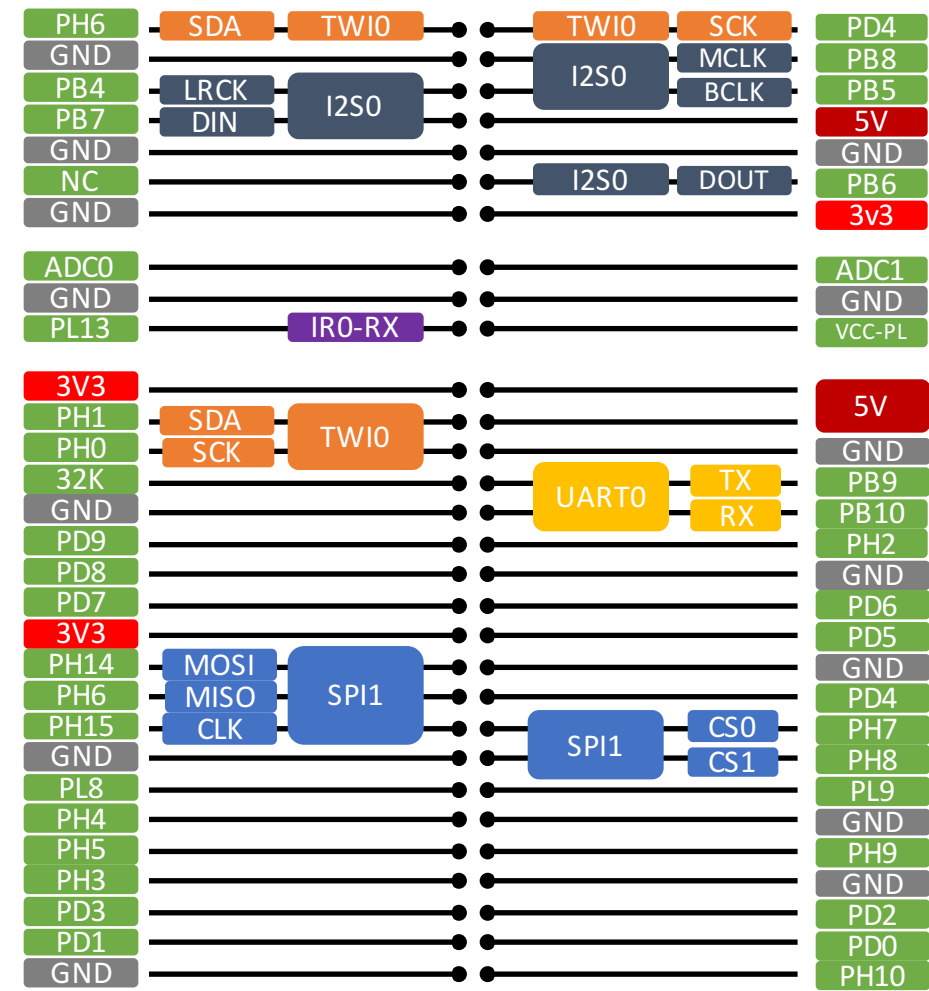 PH6 SDA TWI0 TWI0 SCK PD4
GND I2S0 MCLK PB8
PB4 LRCK I2S0 BCLK PB5
PB7 DIN 5V
GND GND
NC I2S0 DOUT PB6
GND 3v3
ADC0 ADC1
GND GND
PL13 IR0-RX VCC-PL
3V3 5V
PH1 SDA TWI0
PH0 SCK GND
32K UART0 TX PB9
GND RX PB10
PD9 PH2
PD8 GND
PD7 PD6
3V3 PD5
PH14 MOSI SPI1 GND
PH6 MISO PD4
PH15 CLK SPI1 CS0 PH7
GND CS1 PH8
PL8 PL9
PH4 GND
PH5 PH9
PH3 GND
PD3 PD2
PD1 PD0
GND PH10